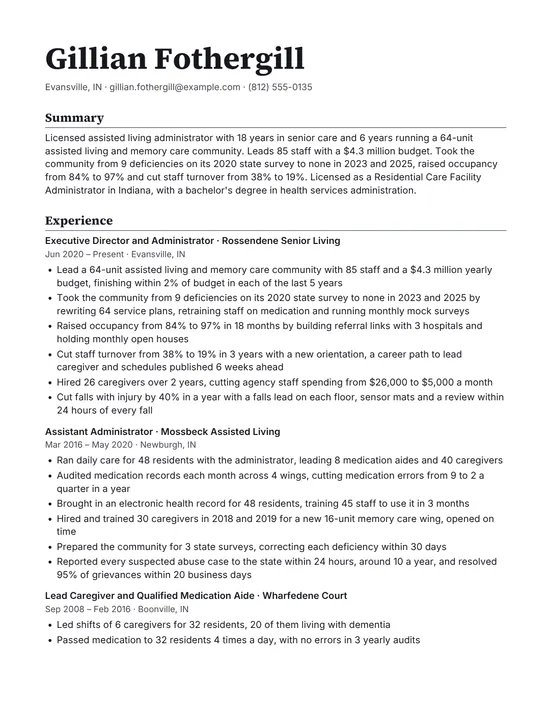 Gillian Fothergill
Evansville, IN · gillian.fothergill@example.com · (812) 555-0135
Summary
Licensed assisted living administrator with 18 years in senior care and 6 years running a 64-unit
assisted living and memory care community. Leads 85 staff with a $4.3 million budget. Took the
community from 9 deficiencies on its 2020 state survey to none in 2023 and 2025, raised occupancy
from 84% to 97% and cut staff turnover from 38% to 19%. Licensed as a Residential Care Facility
Administrator in Indiana, with a bachelor's degree in health services administration.
Experience
Executive Director and Administrator · Rossendene Senior Living
Jun 2020 – Present · Evansville, IN
• Lead a 64-unit assisted living and memory care community with 85 staff and a $4.3 million yearly
budget, finishing within 2% of budget in each of the last 5 years
• Took the community from 9 deficiencies on its 2020 state survey to none in 2023 and 2025 by
rewriting 64 service plans, retraining staff on medication and running monthly mock surveys
• Raised occupancy from 84% to 97% in 18 months by building referral links with 3 hospitals and
holding monthly open houses
• Cut staff turnover from 38% to 19% in 3 years with a new orientation, a career path to lead
caregiver and schedules published 6 weeks ahead
• Hired 26 caregivers over 2 years, cutting agency staff spending from $26,000 to $5,000 a month
• Cut falls with injury by 40% in a year with a falls lead on each floor, sensor mats and a review within
24 hours of every fall
Assistant Administrator · Mossbeck Assisted Living
Mar 2016 – May 2020 · Newburgh, IN
• Ran daily care for 48 residents with the administrator, leading 8 medication aides and 40 caregivers
• Audited medication records each month across 4 wings, cutting medication errors from 9 to 2 a
quarter in a year
• Brought in an electronic health record for 48 residents, training 45 staff to use it in 3 months
• Hired and trained 30 caregivers in 2018 and 2019 for a new 16-unit memory care wing, opened on
time
• Prepared the community for 3 state surveys, correcting each deficiency within 30 days
• Reported every suspected abuse case to the state within 24 hours, around 10 a year, and resolved
95% of grievances within 20 business days
Lead Caregiver and Qualified Medication Aide · Wharfedene Court
Sep 2008 – Feb 2016 · Boonville, IN
• Led shifts of 6 caregivers for 32 residents, 20 of them living with dementia
• Passed medication to 32 residents 4 times a day, with no errors in 3 yearly audits